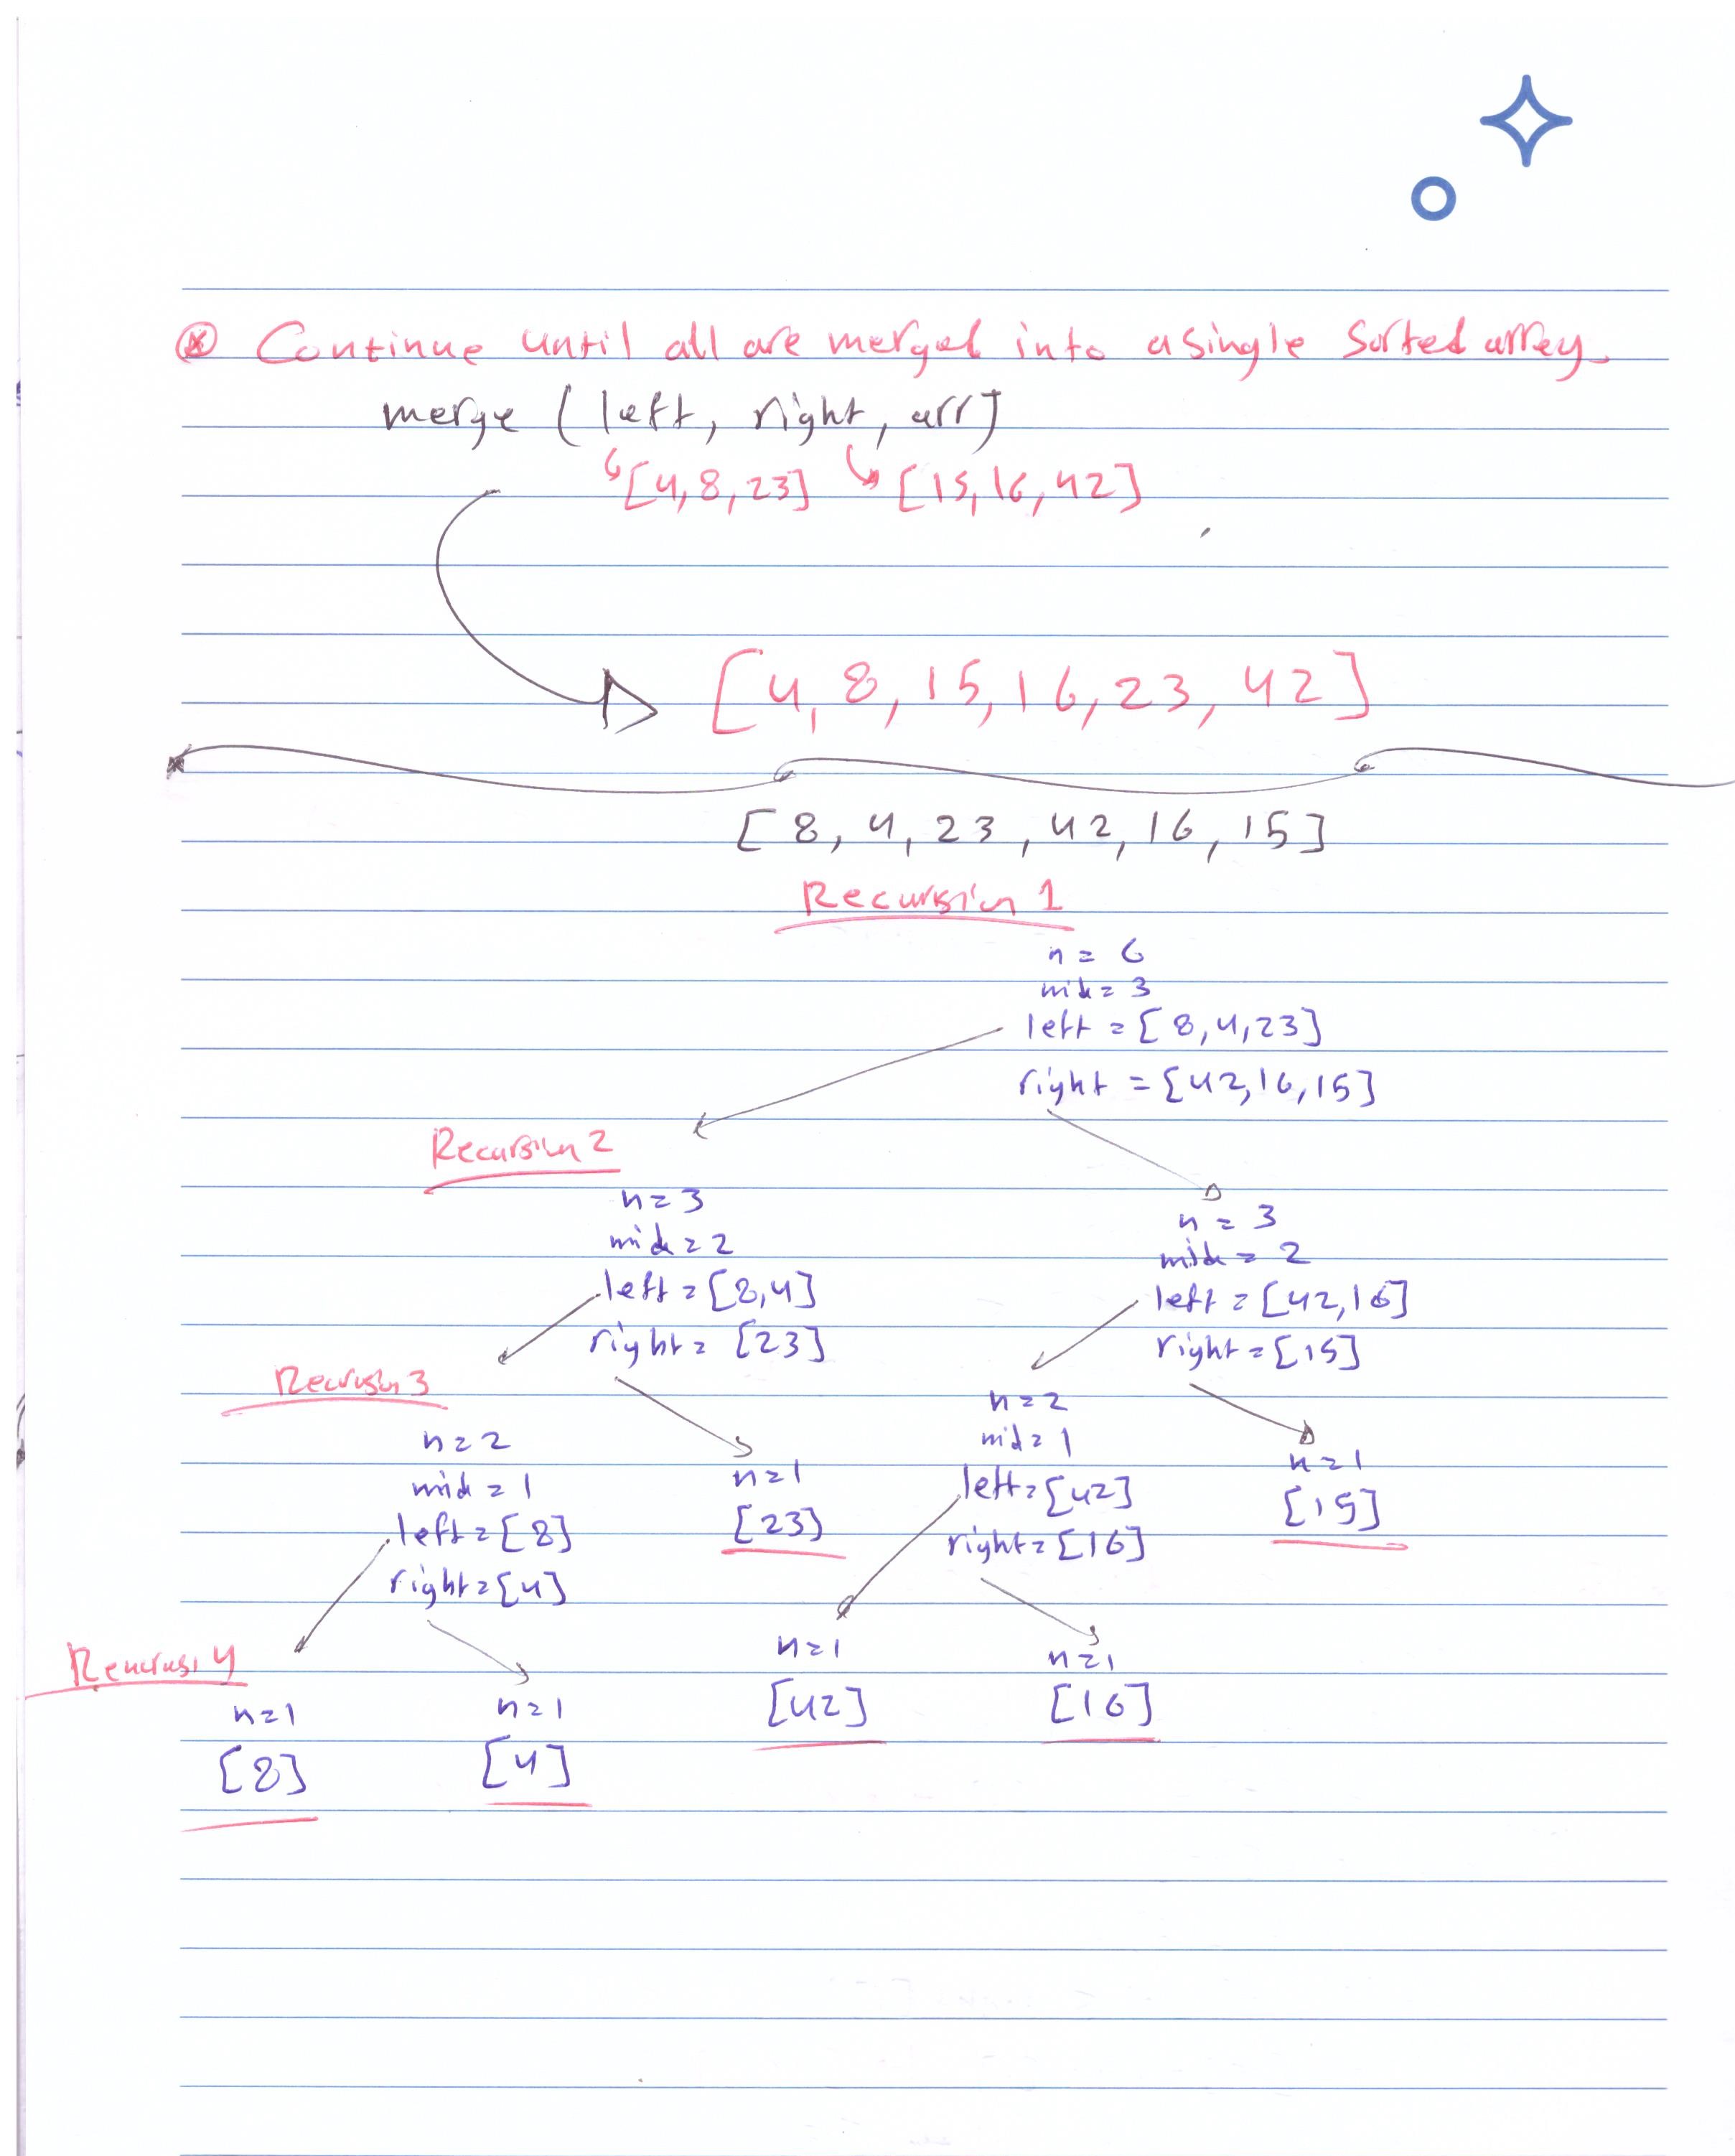 Continue until all are merged into a single sorted array.
merge (left, right, arr)
[4,8,23] [15,16,42]
[4,8,15,16,23,42]
[8,4,23,42,16,15]
Recursion 1
n = 6
mid = 3
left = [8,4,23]
right = [42,16,15]
Recursion 2
n=3
mid = 2
left = [8,4]
right = [23]
n = 3
mid = 2
left = [42,16]
right = [15]
Recursion 3
n=2
mid = 1
left = [8]
right = [4]
n=1
[23]
n=2
mid = 1
left = [42]
right = [16]
n=1
[15]
4
n=1
[8]
n=1
[4]
n=1
[42]
n=1
[16]